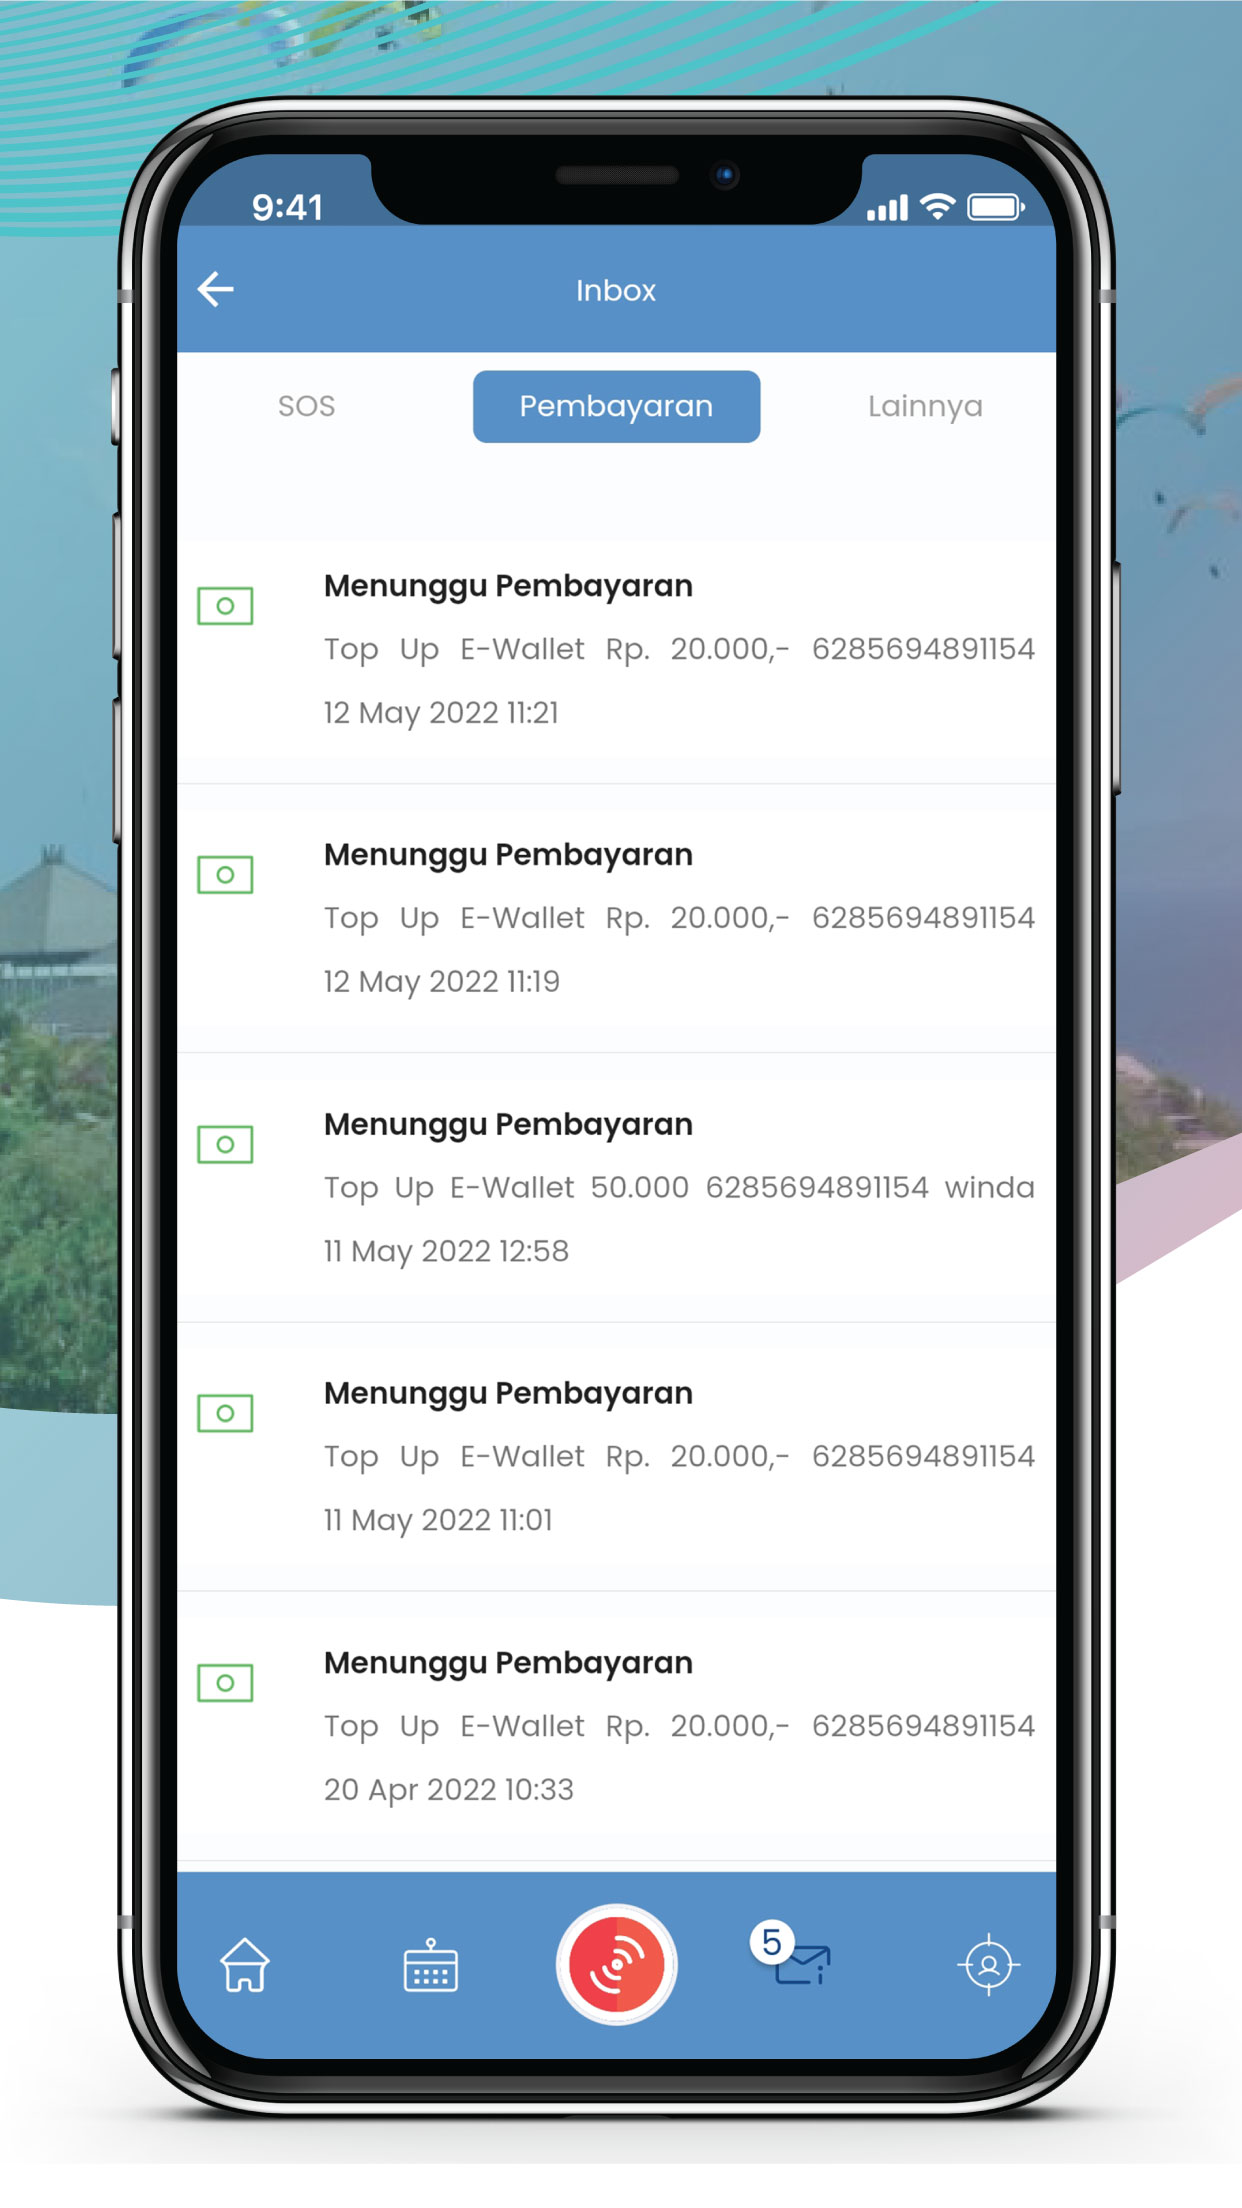 9:41
Inbox
SOS
Pembayaran
Lainnya
Menunggu Pembayaran
Top Up E-Wallet Rp. 20.000,- 6285694891154
12 May 2022 11:21
Menunggu Pembayaran
Top Up E-Wallet Rp. 20.000,- 6285694891154
12 May 2022 11:19
Menunggu Pembayaran
Top Up E-Wallet 50.000 6285694891154 winda
11 May 2022 12:58
Menunggu Pembayaran
Top Up E-Wallet Rp. 20.000,- 6285694891154
11 May 2022 11:01
Menunggu Pembayaran
Top Up E-Wallet Rp. 20.000,- 6285694891154
20 Apr 2022 10:33
5